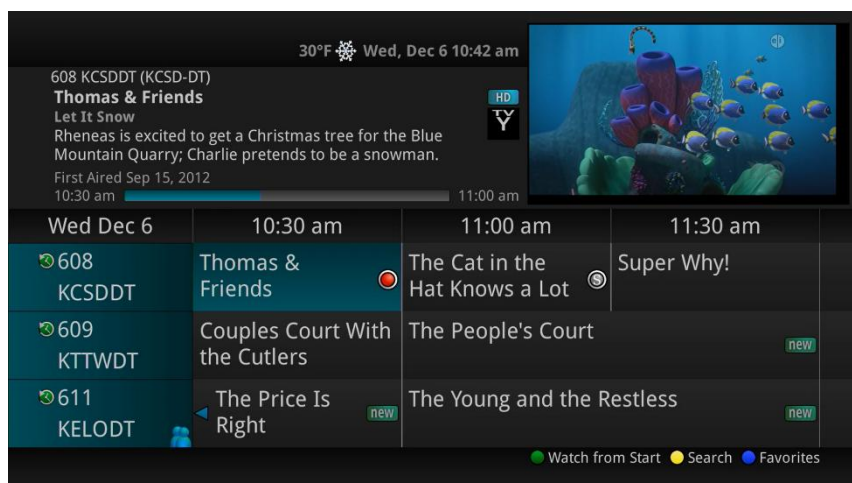 30°F Wed, Dec 6 10:42 am
608 KCSDDT (KCSD-DT)
Thomas & Friends
HD
Let It Snow
TV Y
Rheneas is excited to get a Christmas tree for the Blue
Mountain Quarry; Charlie pretends to be a snowman.
First Aired Sep 15, 2012
10:30 am 11:00 am
Wed Dec 6 10:30 am 11:00 am 11:30 am
608
KCSDDT
Thomas &
Friends
The Cat in the
Hat Knows a Lot
S
Super Why!
609
KTTWDT
Couples Court With
the Cutlers
The People's Court
new
611
KELODT
The Price Is
Right
new
The Young and the Restless
new
Watch from Start Search Favorites